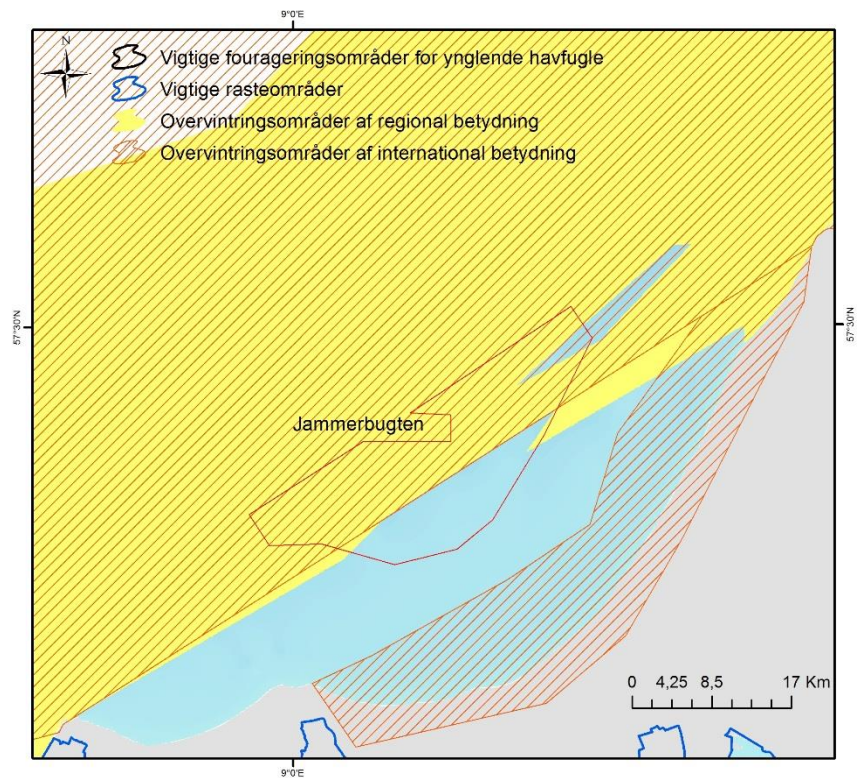 9°0'E
N
Vigtige fourageringsområder for ynglende havfugle
Vigtige rasteområder
Overvintringsområder af regional betydning
Overvintringsområder af international betydning
57°30'N
57°30'N
Jammerbugten
0 4,25 8,5 17 Km
9°0'E